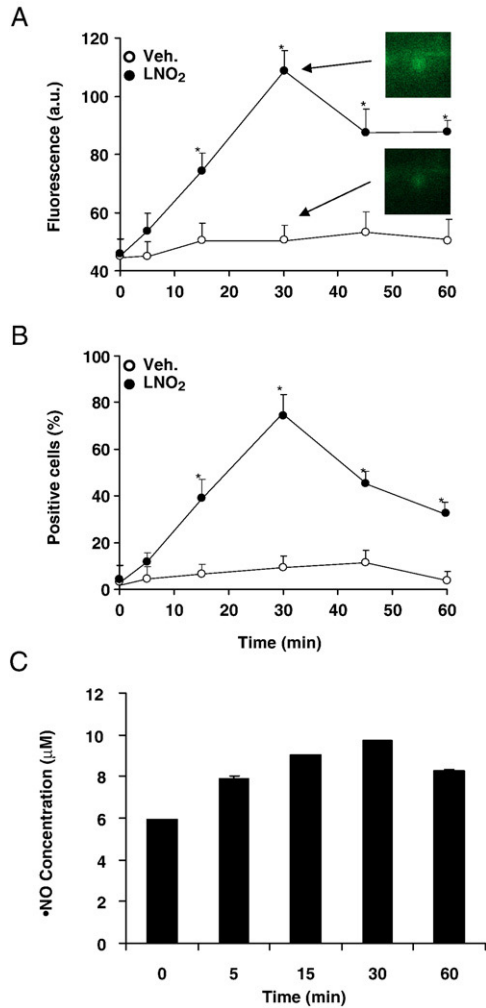 A
120
100
80
60
40
Fluorescence (a.u.)
Veh.
LNO2
*
*
*
*
0 10 20 30 40 50 60
B
100
80
60
40
20
0
Positive cells (%)
Veh.
LNO2
*
*
*
*
0 10 20 30 40 50 60
Time (min)
C
12
10
8
6
4
2
0
•NO Concentration (μM)
0 5 15 30 60
Time (min)